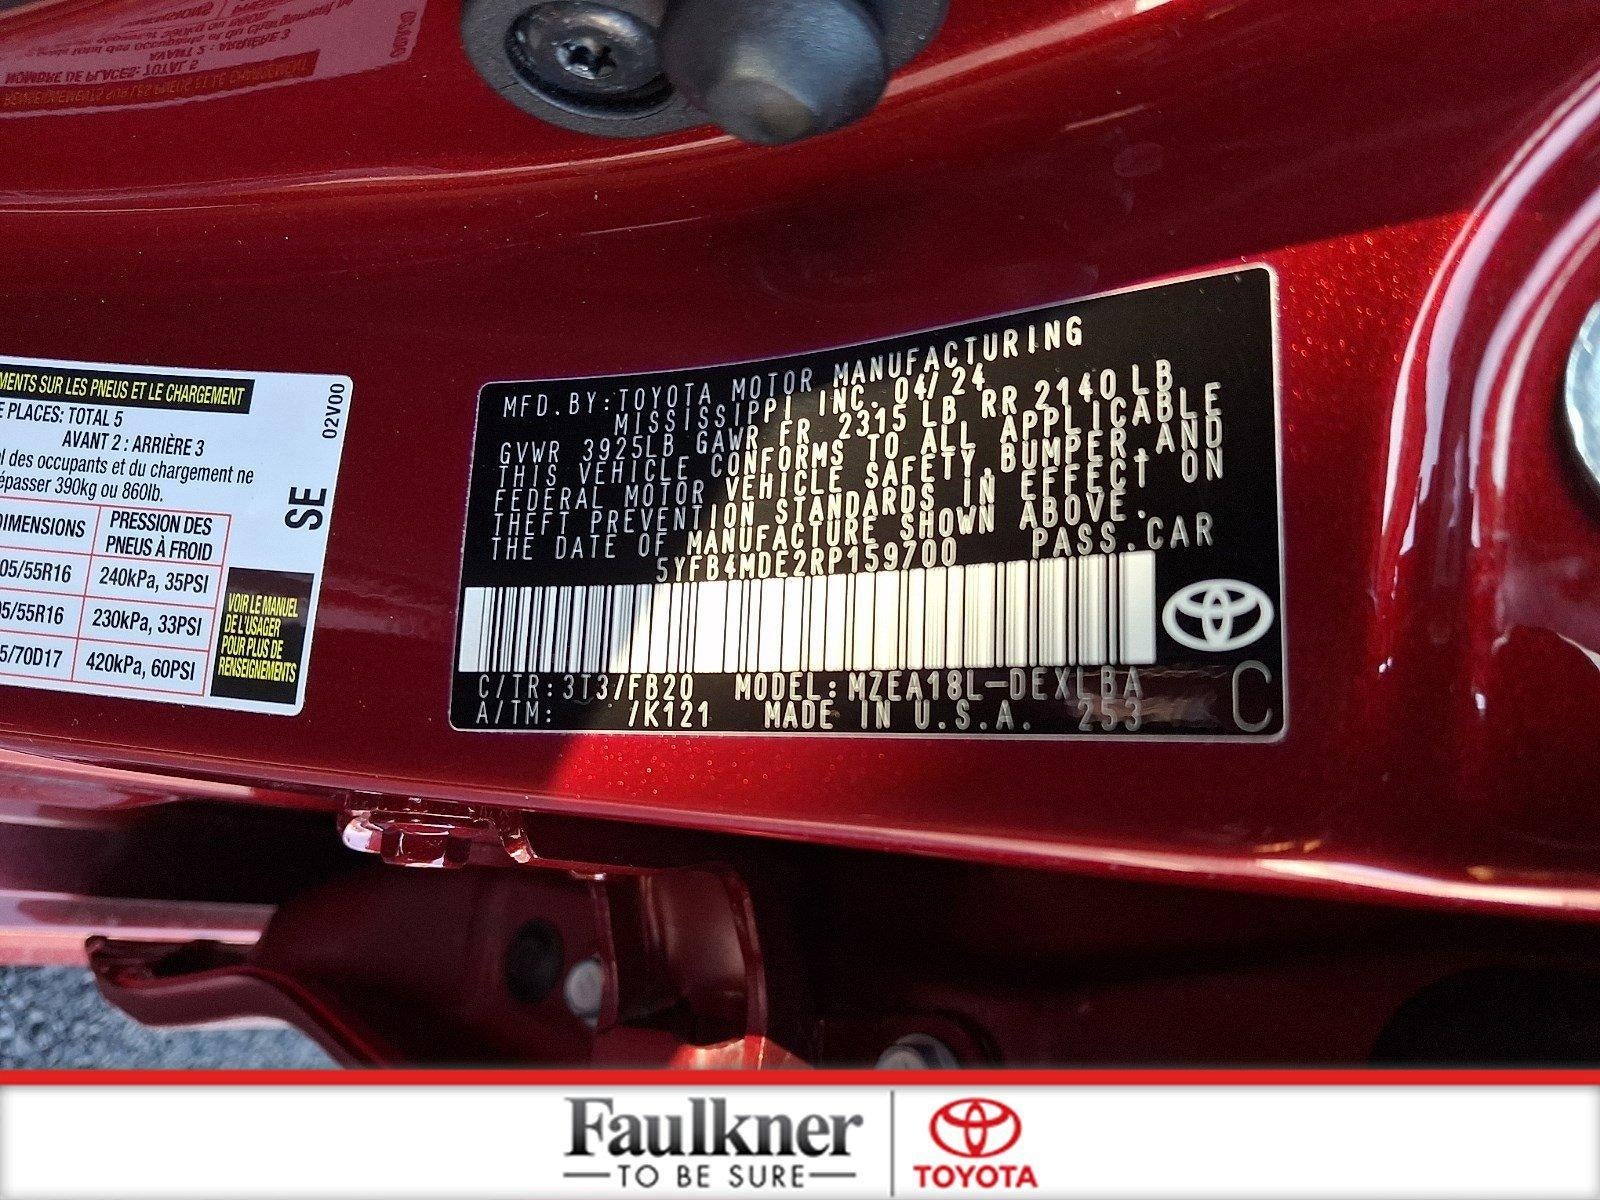 MENTS SUR LES PNEUS ET LE CHARGEMENT
E PLACES: TOTAL 5
AVANT 2 : ARRIÈRE 3
l des occupants et du chargement ne
épasser 390kg ou 860lb.
DIMENSIONS PRESSION DES PNEUS À FROID
05/55R16 240kPa, 35PSI
05/55R16 230kPa, 33PSI
5/70D17 420kPa, 60PSI
02V00
SE
VOIR LE MANUEL
DE L'USAGER
POUR PLUS DE
RENSEIGNEMENTS
MFD. BY: TOYOTA MOTOR MANUFACTURING
MISSISSIPPI INC. 04/24
GVWR 3925LB GAWR FR 2315 LB RR 2140 LB
THIS VEHICLE CONFORMS TO ALL APPLICABLE
FEDERAL MOTOR VEHICLE SAFETY, BUMPER, AND
THEFT PREVENTION STANDARDS IN EFFECT ON
THE DATE OF MANUFACTURE SHOWN ABOVE.
5YFB4MDE2RP159700 PASS. CAR
C/TR: 3T3/FB20 MODEL: MZEA18L-DEXLBA
A/TM: /K121 MADE IN U.S.A. 253
C
Faulkner
TO BE SURE
TOYOTA